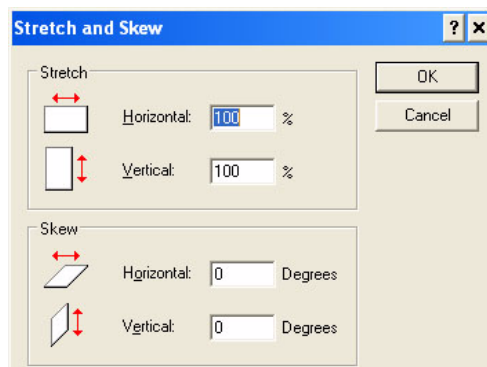 Stretch and Skew
Stretch
Horizontal: 100 %
Vertical: 100 %
OK
Cancel
Skew
Horizontal: 0 Degrees
Vertical: 0 Degrees